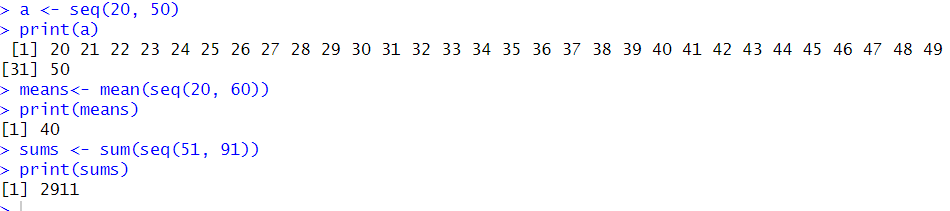 > a <- seq(20, 50)
> print(a)
 [1] 20 21 22 23 24 25 26 27 28 29 30 31 32 33 34 35 36 37 38 39 40 41 42 43 44 45 46 47 48 49
[31] 50
> means<- mean(seq(20, 60))
> print(means)
[1] 40
> sums <- sum(seq(51, 91))
> print(sums)
[1] 2911
>